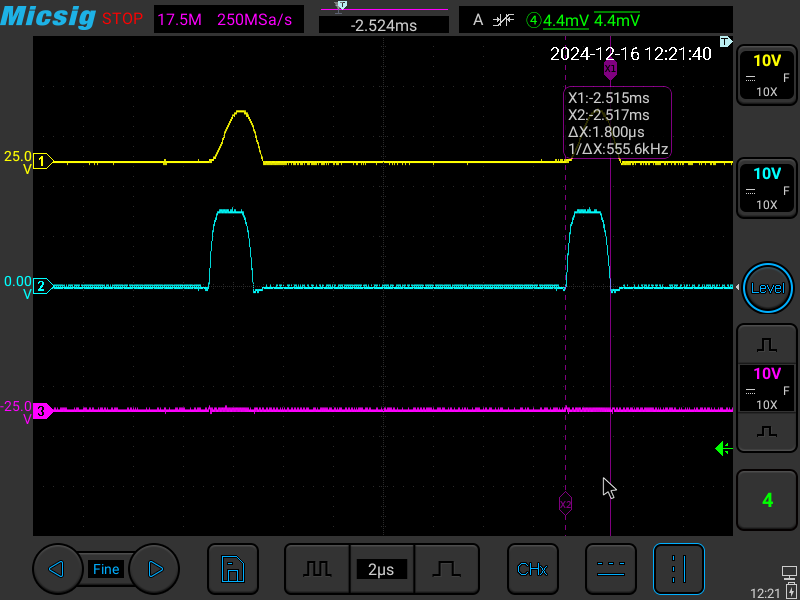 Micsig STOP 17.5M 250MSa/s T -2.524ms A 4 4.4mV 4.4mV
2024-12-16 12:21:40 T
X1
X1:-2.515ms
X2:-2.517ms
ΔX:1.800μs
1/ΔX:555.6kHz
25.0 V 1
0.00 V 2
-25.0 V 3
X2
10V
F
10X
10V
F
10X
Level
10V
F
10X
4
Fine 2μs CHx
12:21